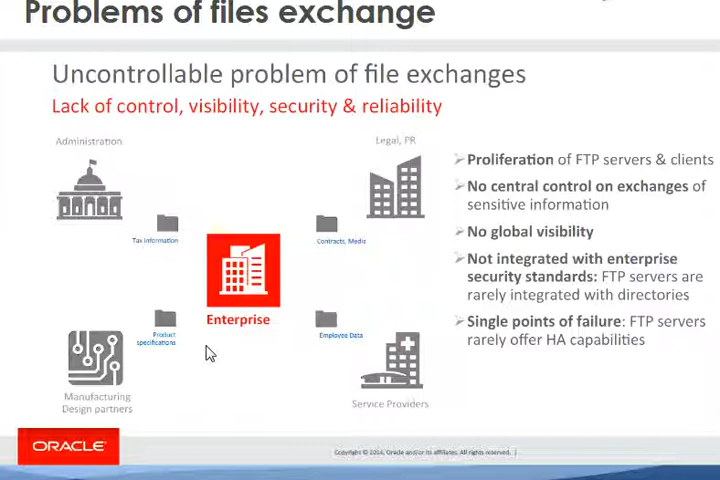 Problems of files exchange
Uncontrollable problem of file exchanges
Lack of control, visibility, security & reliability
Administration
Legal, PR
Tax Information
Contracts, Media
Enterprise
Product
specifications
Employee Data
Manufacturing
Design partners
Service Providers
Proliferation of FTP servers & clients
No central control on exchanges of
sensitive information
No global visibility
Not integrated with enterprise
security standards: FTP servers are
rarely integrated with directories
Single points of failure: FTP servers
rarely offer HA capabilities
ORACLE
Copyright © 2014, Oracle and/or its affiliates. All rights reserved. |